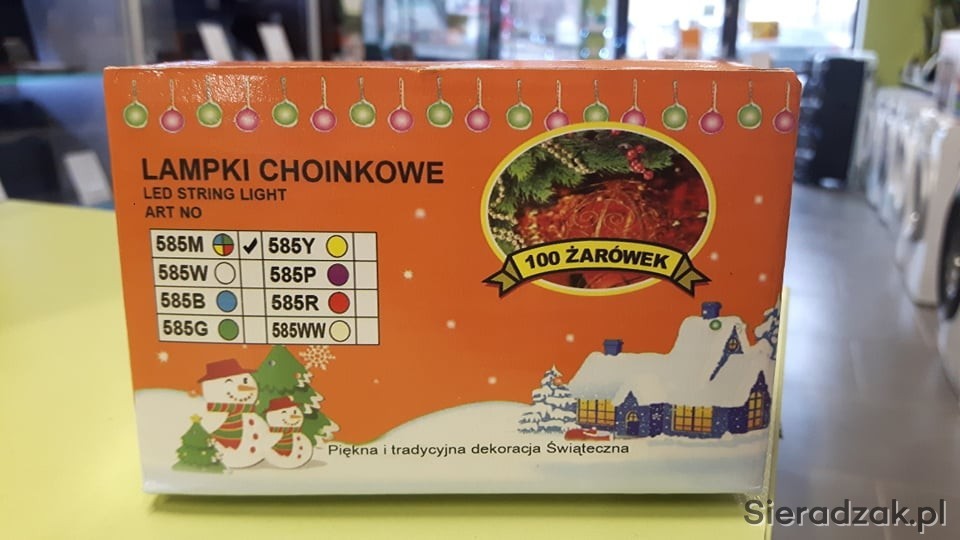 LAMPKI CHOINKOWE
LED STRING LIGHT
ART NO
585M ✓ 585Y
585W 585P
585B 585R
585G 585WW
100 ŻARÓWEK
Piękna i tradycyjna dekoracja Świąteczna
Sieradzak.pl